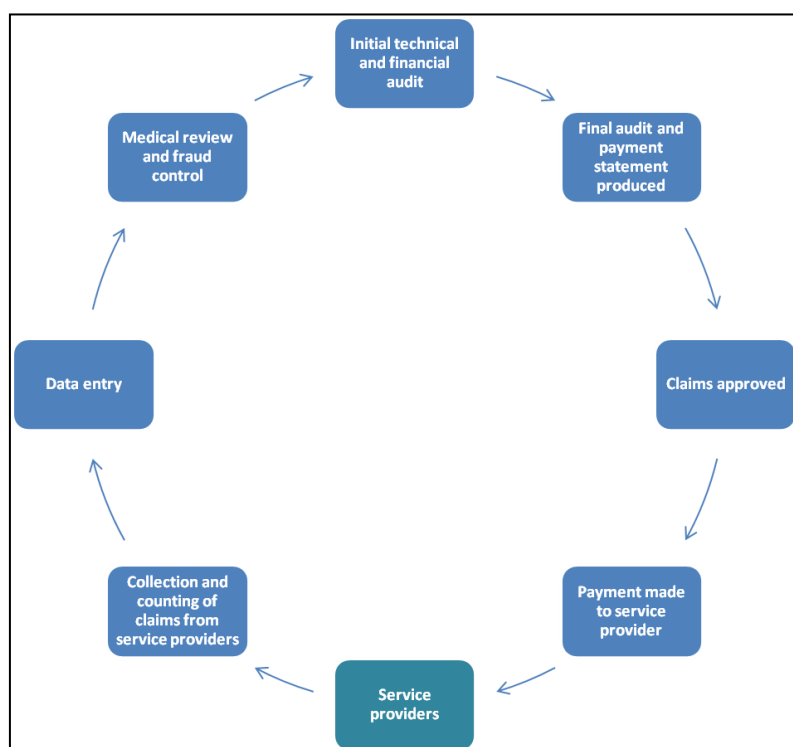 Initial technical
and financial
audit
Medical review
and fraud
control
Final audit and
payment
statement
produced
Data entry
Claims approved
Collection and
counting of
claims from
service providers
Payment made
to service
provider
Service
providers